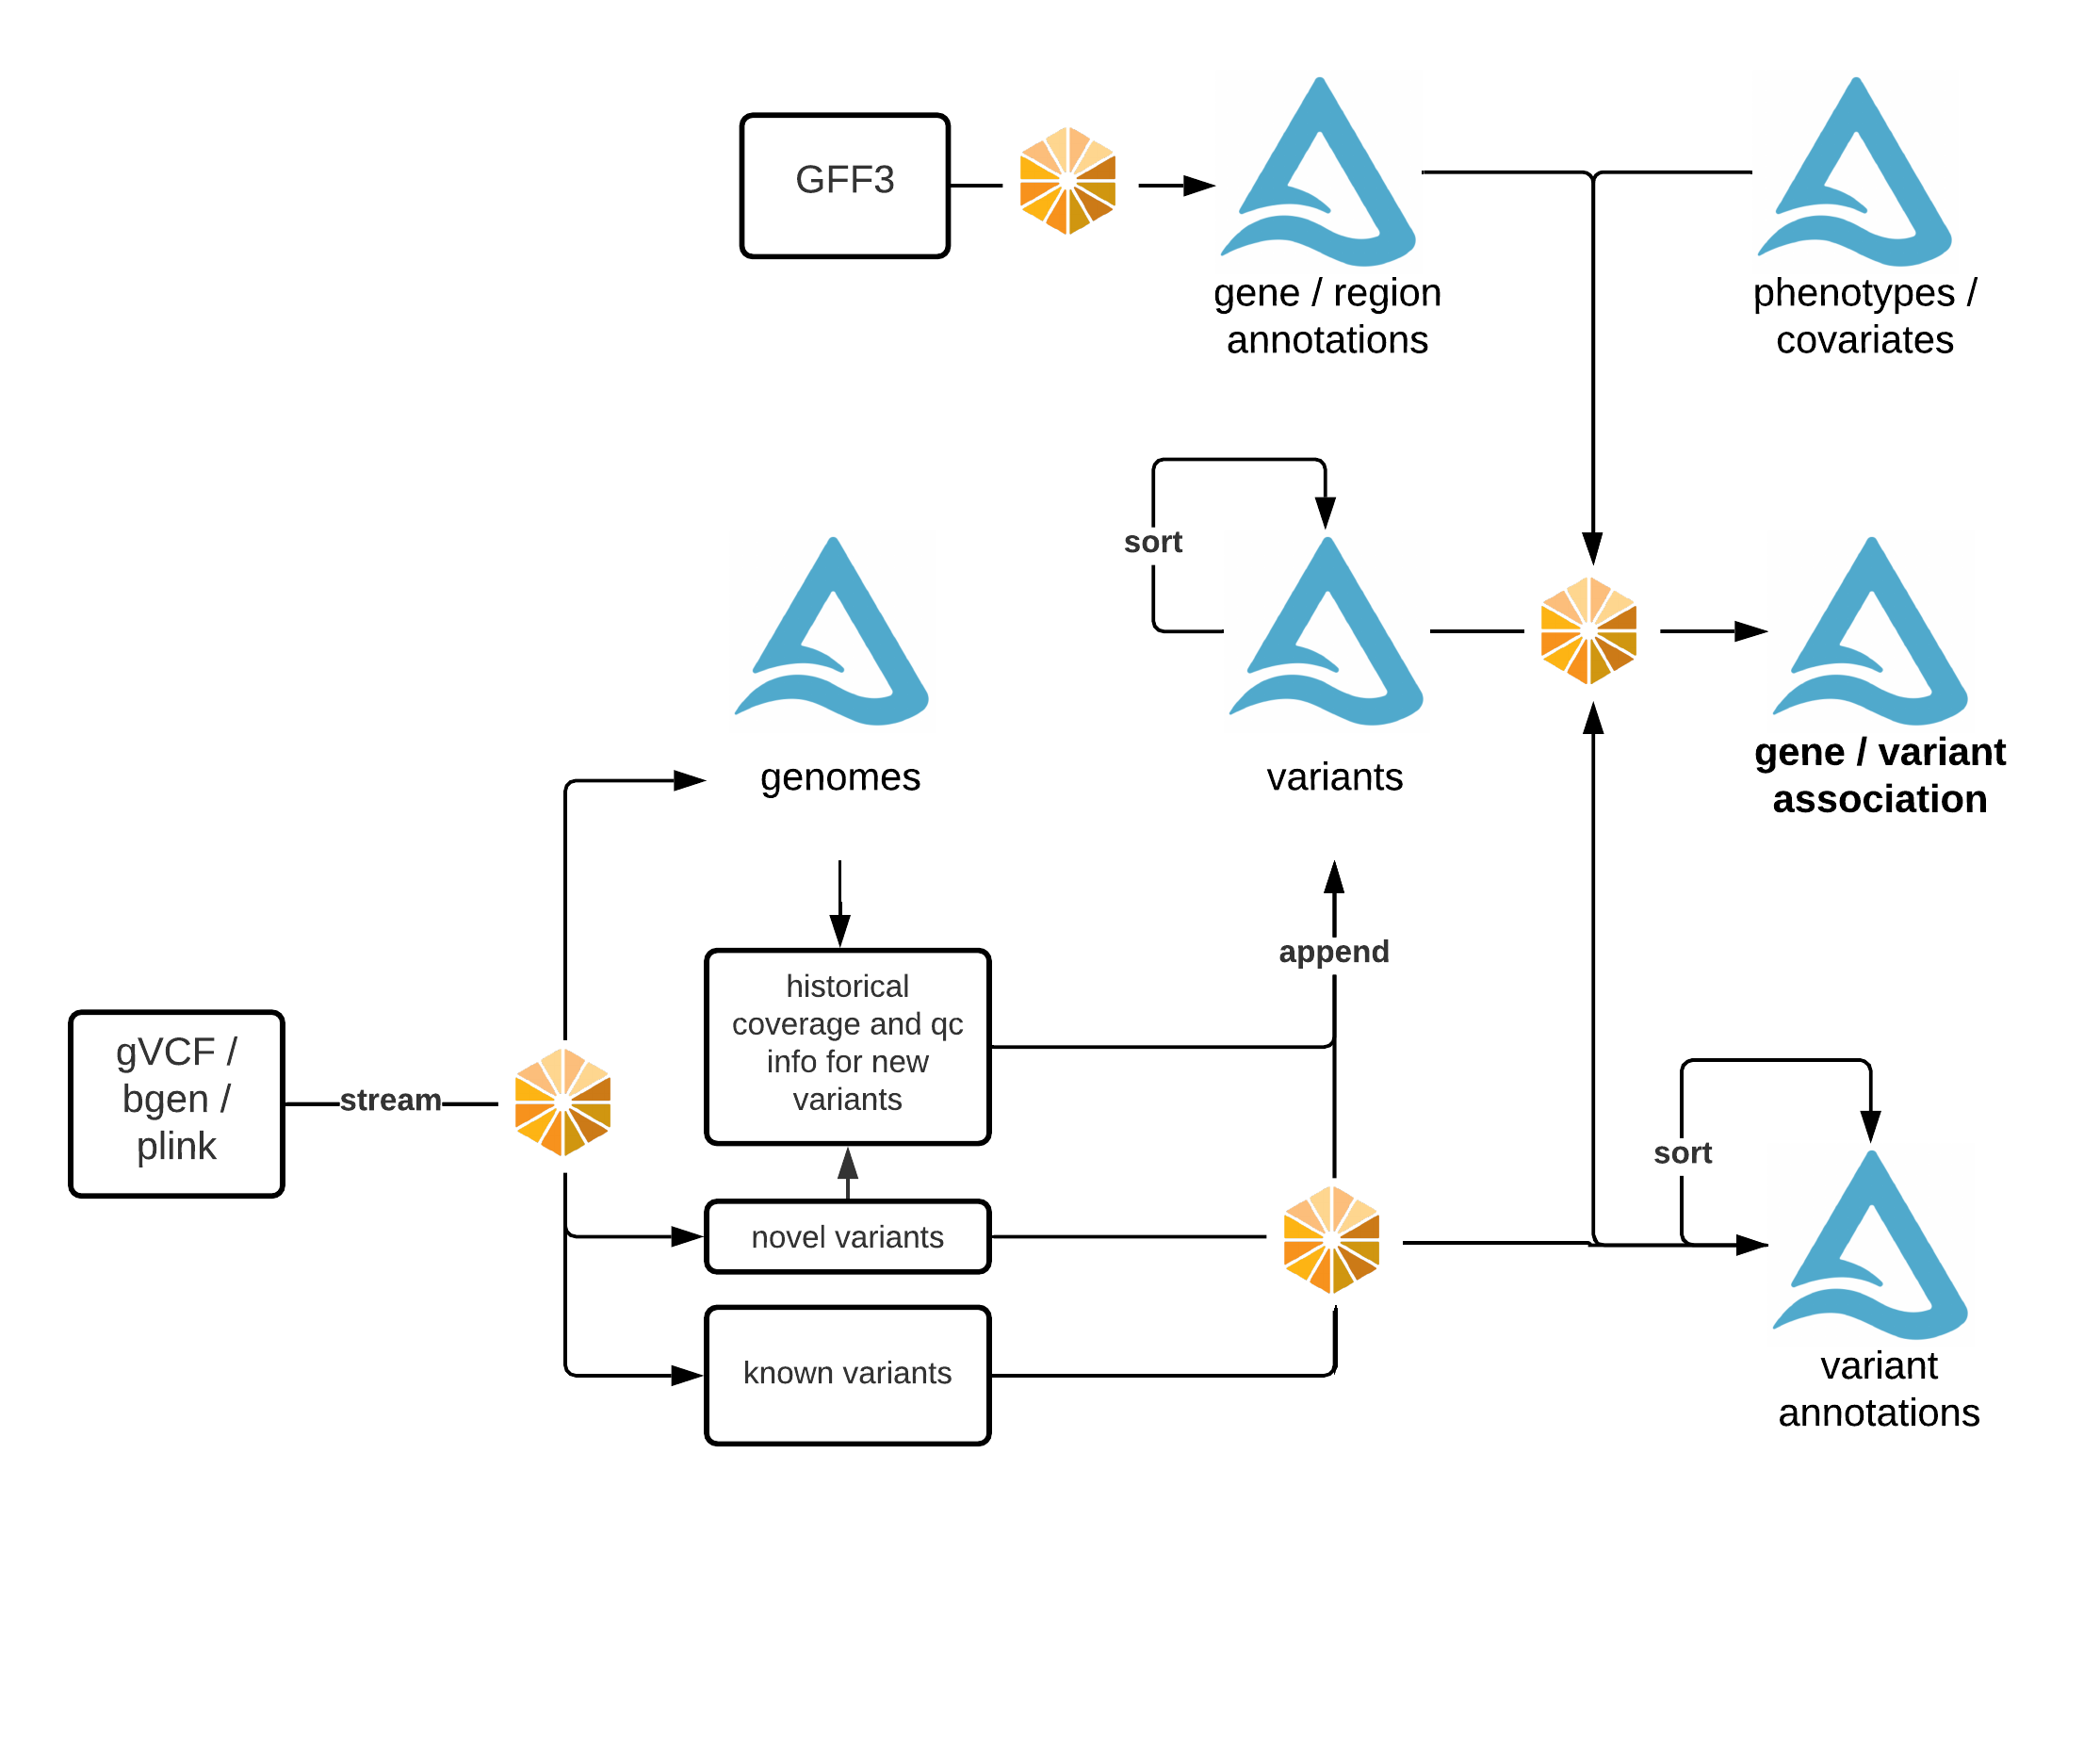 GFF3
gene / region
annotations
phenotypes /
covariates
sort
genomes
variants
gene / variant
association
append
historical
coverage and qc
info for new
variants
gVCF /
bgen /
plink
stream
sort
novel variants
known variants
variant
annotations